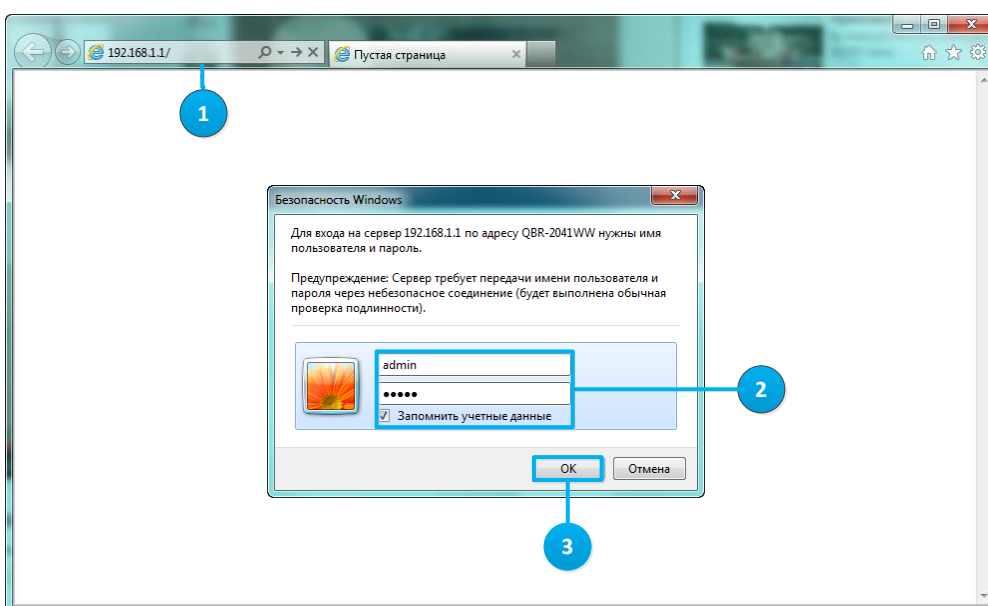 192.168.1.1/
Пустая страница
1
Безопасность Windows
Для входа на сервер 192.168.1.1 по адресу QBR-2041WW нужны имя
пользователя и пароль.
Предупреждение: Сервер требует передачи имени пользователя и
пароля через небезопасное соединение (будет выполнена обычная
проверка подлинности).
admin
•••••
Запомнить учетные данные
2
ОК
Отмена
3